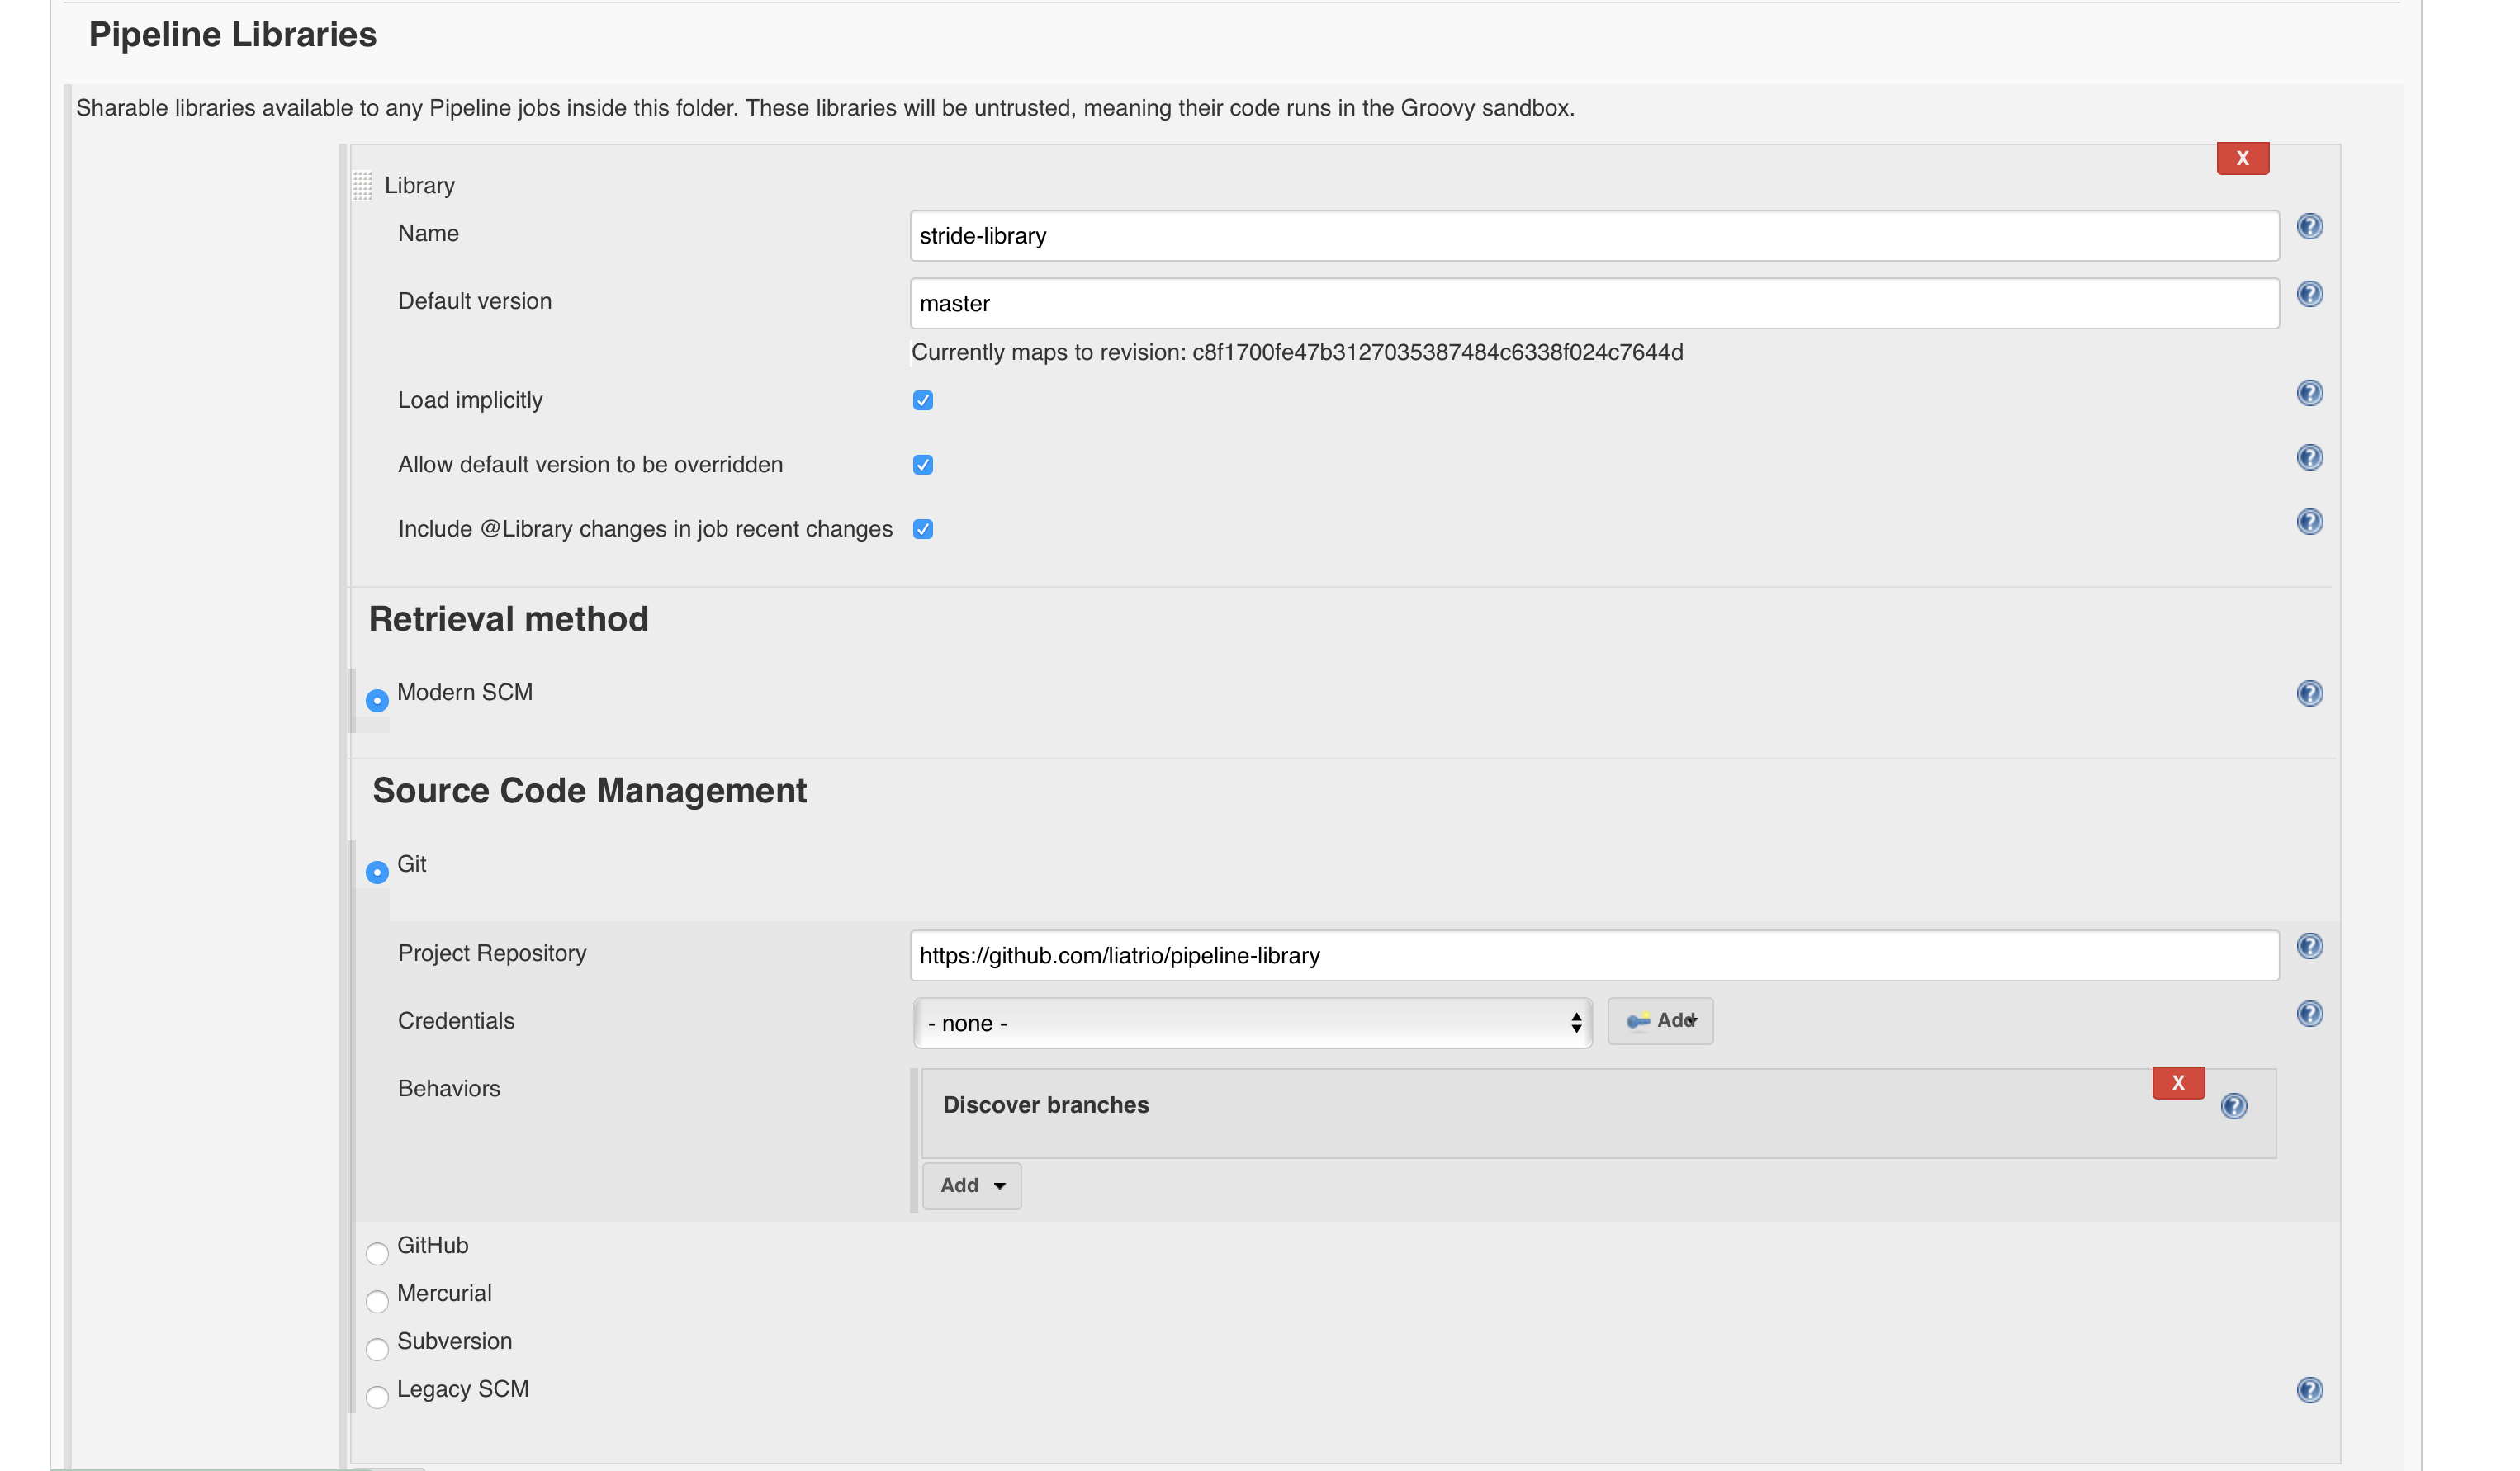 Pipeline Libraries
Sharable libraries available to any Pipeline jobs inside this folder. These libraries will be untrusted, meaning their code runs in the Groovy sandbox.
X
Library
Name stride-library ?
Default version master ?
Currently maps to revision: c8f1700fe47b3127035387484c6338f024c7644d
Load implicitly ?
Allow default version to be overridden ?
Include @Library changes in job recent changes ?
Retrieval method
Modern SCM ?
Source Code Management
Git
Project Repository https://github.com/liatrio/pipeline-library ?
Credentials - none - Add ?
Behaviors X
Discover branches ?
Add
GitHub
Mercurial
Subversion
Legacy SCM ?